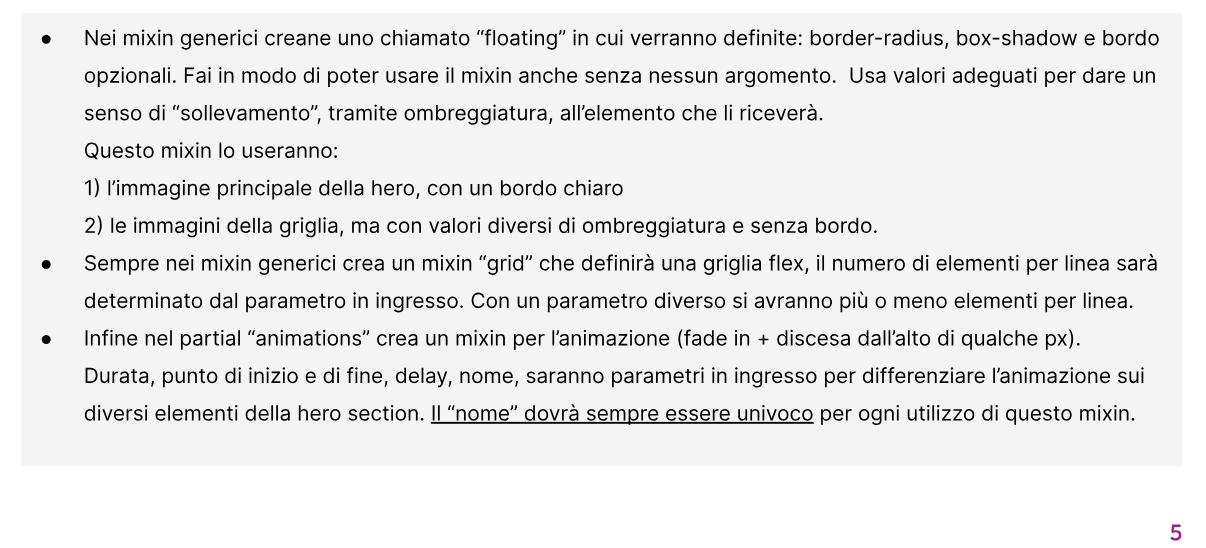 ● Nei mixin generici creane uno chiamato “floating” in cui verranno definite: border-radius, box-shadow e bordo
opzionali. Fai in modo di poter usare il mixin anche senza nessun argomento.  Usa valori adeguati per dare un
senso di “sollevamento”, tramite ombreggiatura, all’elemento che li riceverà.
Questo mixin lo useranno:
1) l’immagine principale della hero, con un bordo chiaro
2) le immagini della griglia, ma con valori diversi di ombreggiatura e senza bordo.
● Sempre nei mixin generici crea un mixin “grid” che definirà una griglia flex, il numero di elementi per linea sarà
determinato dal parametro in ingresso. Con un parametro diverso si avranno più o meno elementi per linea.
● Infine nel partial “animations” crea un mixin per l’animazione (fade in + discesa dall’alto di qualche px).
Durata, punto di inizio e di fine, delay, nome, saranno parametri in ingresso per differenziare l’animazione sui
diversi elementi della hero section. Il “nome” dovrà sempre essere univoco per ogni utilizzo di questo mixin.
5